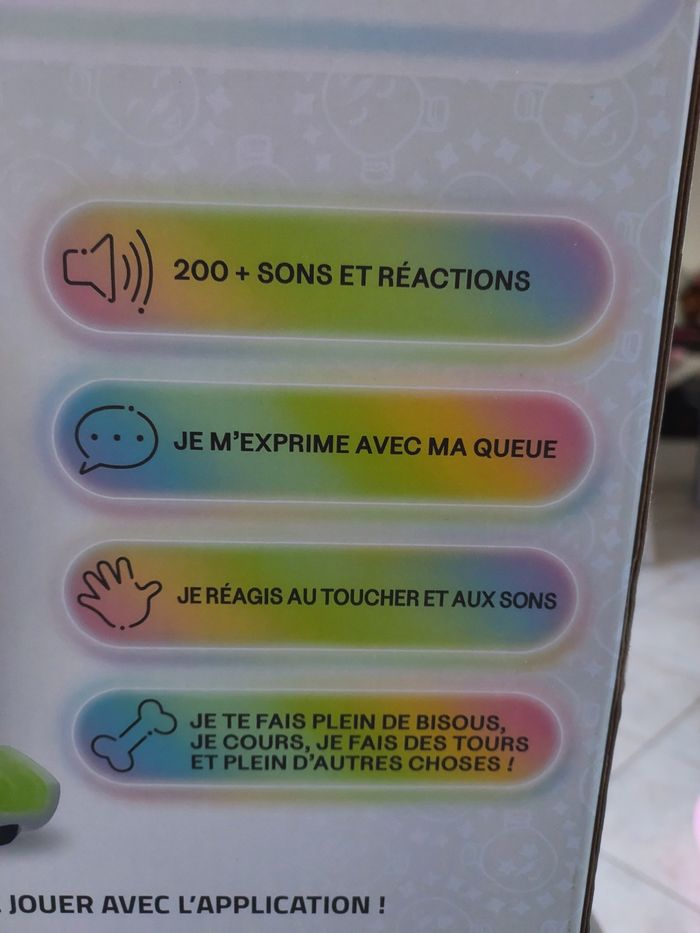 200 + SONS ET RÉACTIONS
JE M'EXPRIME AVEC MA QUEUE
JE RÉAGIS AU TOUCHER ET AUX SONS
JE TE FAIS PLEIN DE BISOUS,
JE COURS, JE FAIS DES TOURS
ET PLEIN D'AUTRES CHOSES !
JOUER AVEC L'APPLICATION !